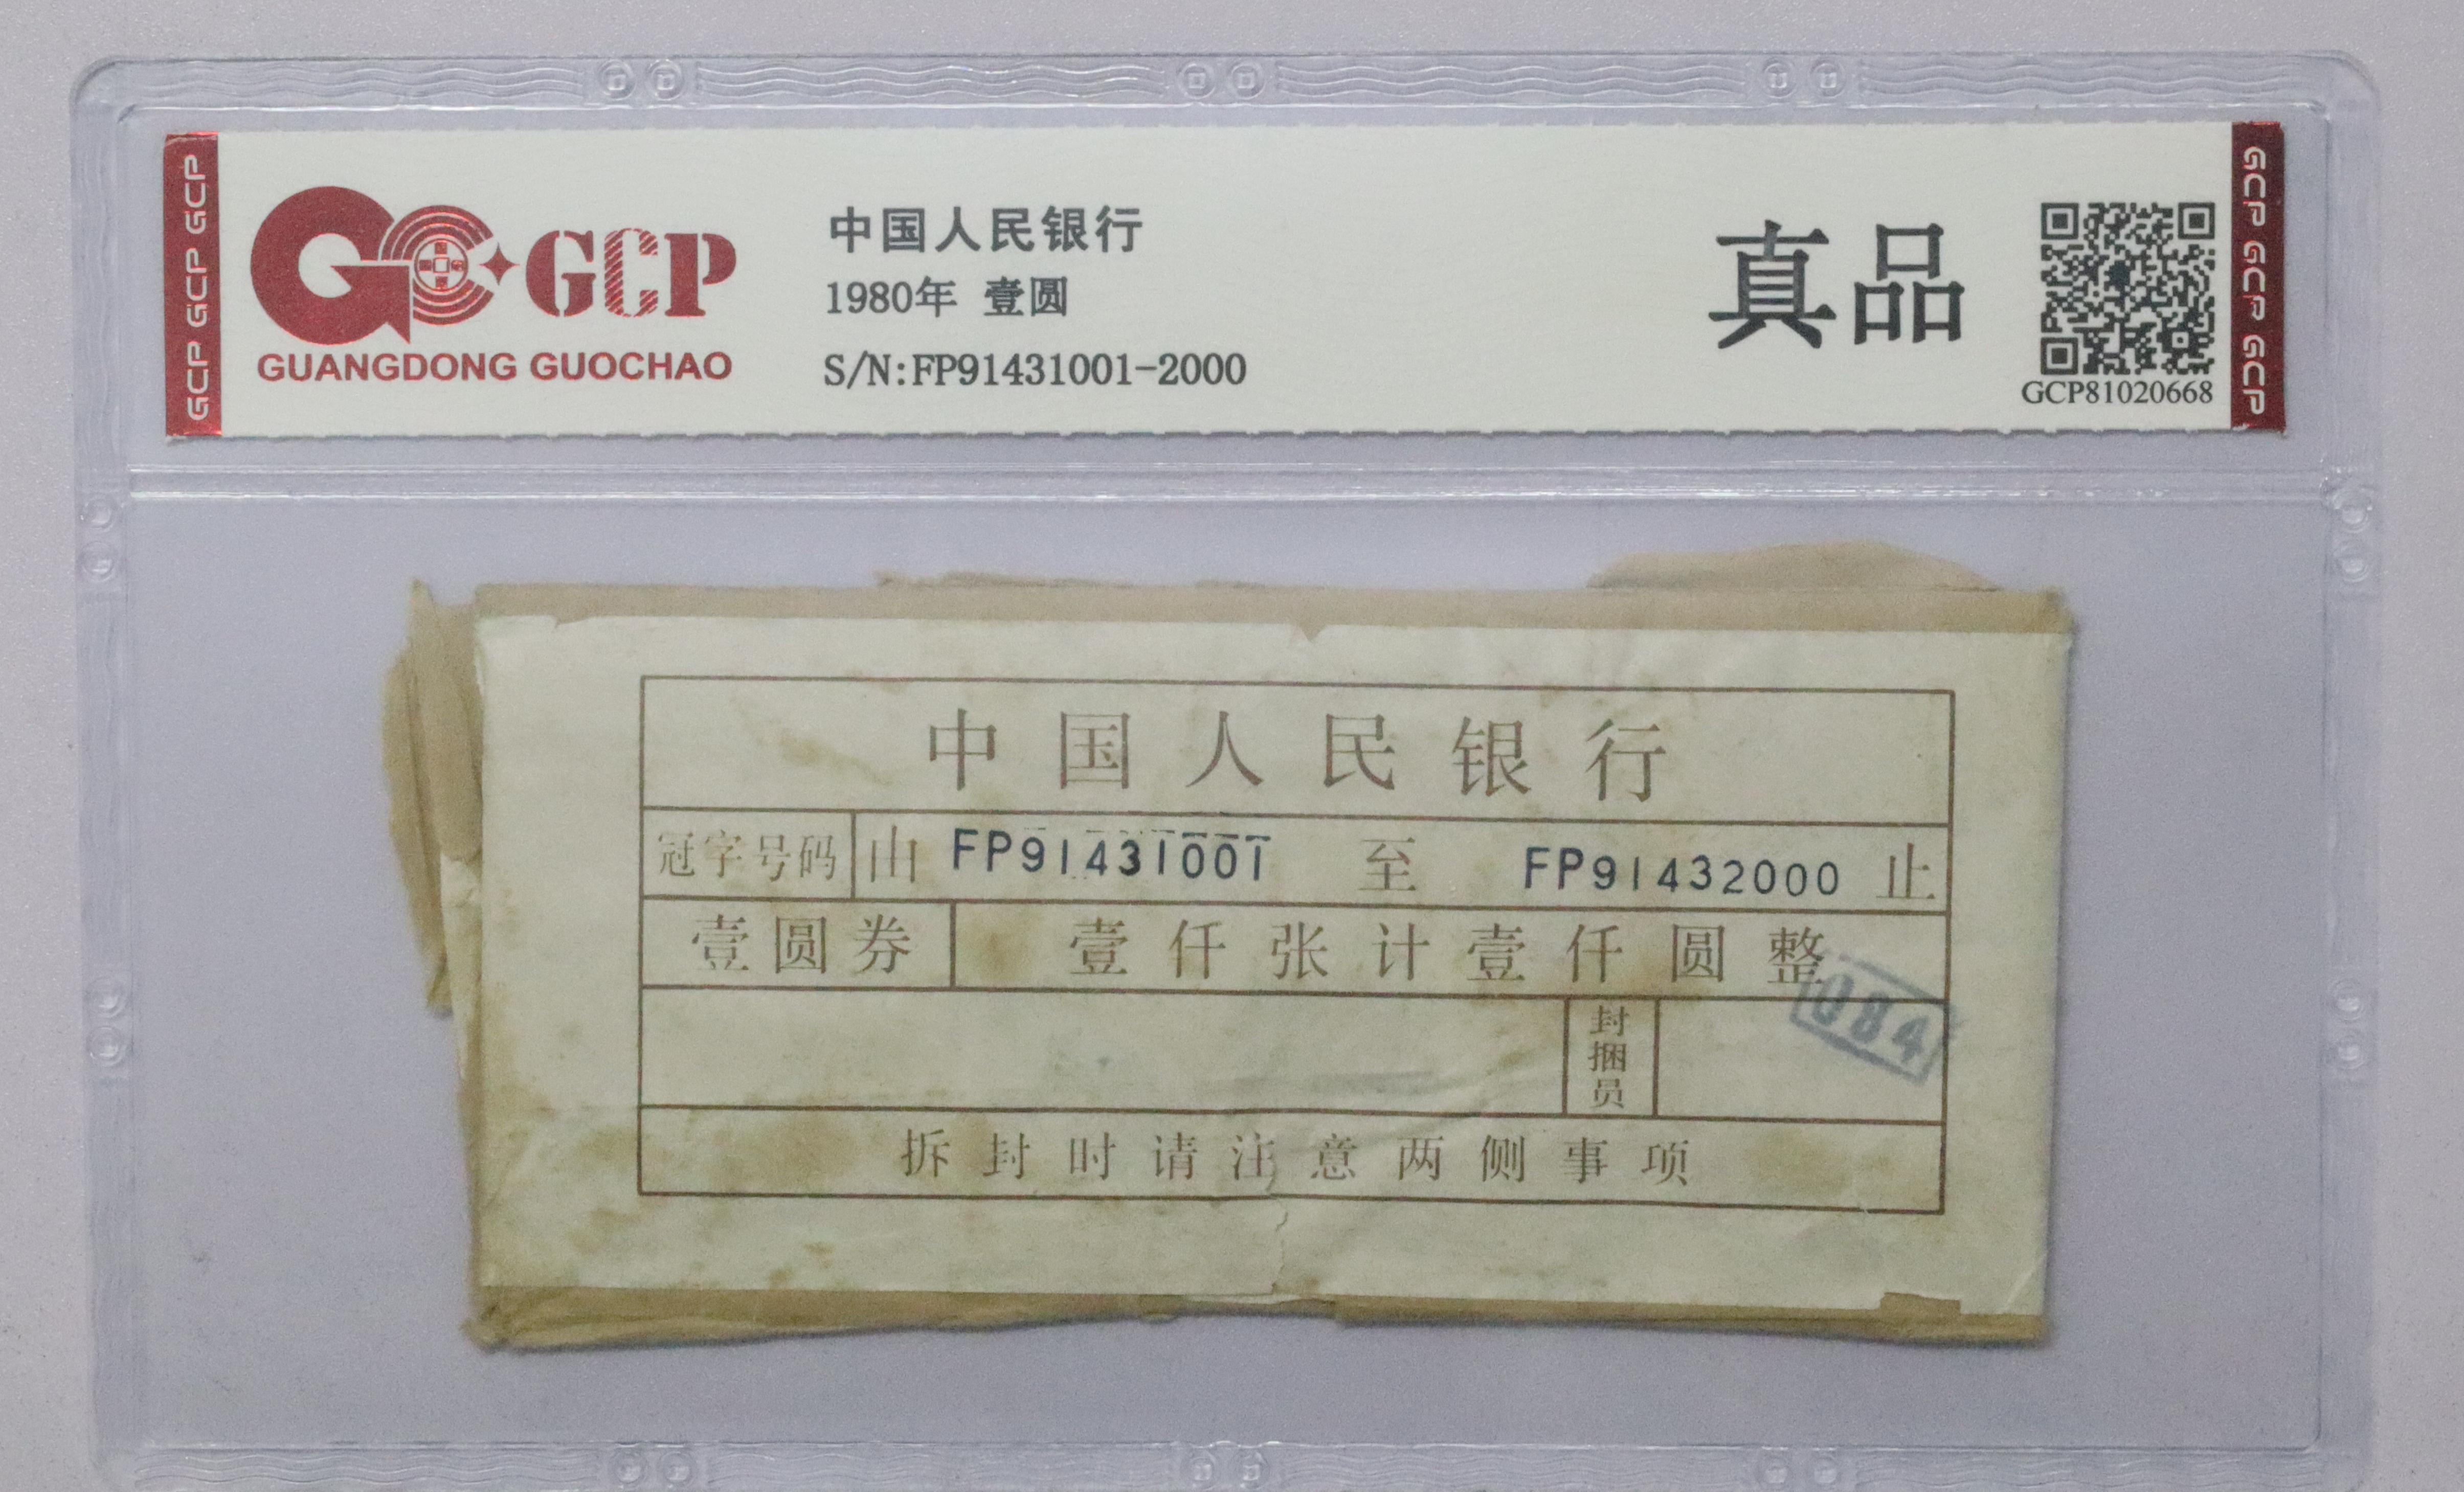 GCP GCP GCP
GCP
GUANGDONG GUOCHAO
中国人民银行
1980年 壹圆
S/N:FP91431001-2000
真品
GCP81020668
GCP GCP GCP
中国人民银行
冠字号码 由 FP91431001 至 FP91432000 止
壹圆券 壹仟张计壹仟圆整
084
封捆员
拆封时请注意两侧事项